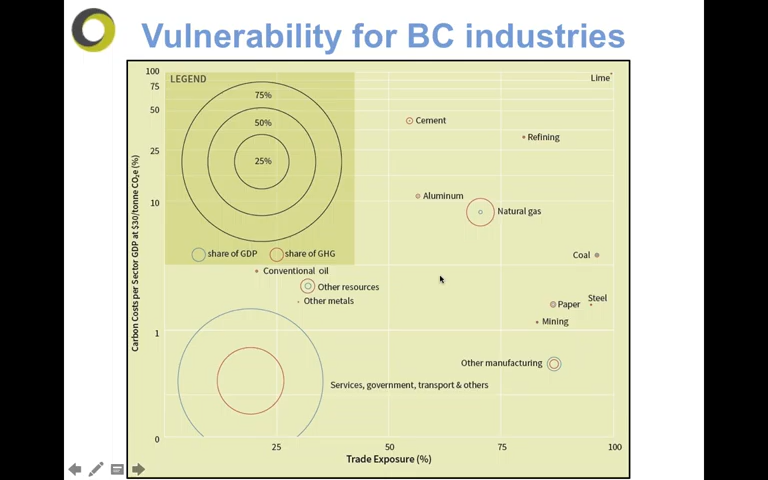 Vulnerability for BC industries
LEGEND
75%
50%
25%
share of GDP
share of GHG
Carbon Costs per Sector GDP at $30/tonne CO₂e (%)
100
75
50
25
10
1
0
Lime
Cement
Refining
Aluminum
Natural gas
Coal
Conventional oil
Other resources
Other metals
Steel
Paper
Mining
Other manufacturing
Services, government, transport & others
25
50
75
100
Trade Exposure (%)